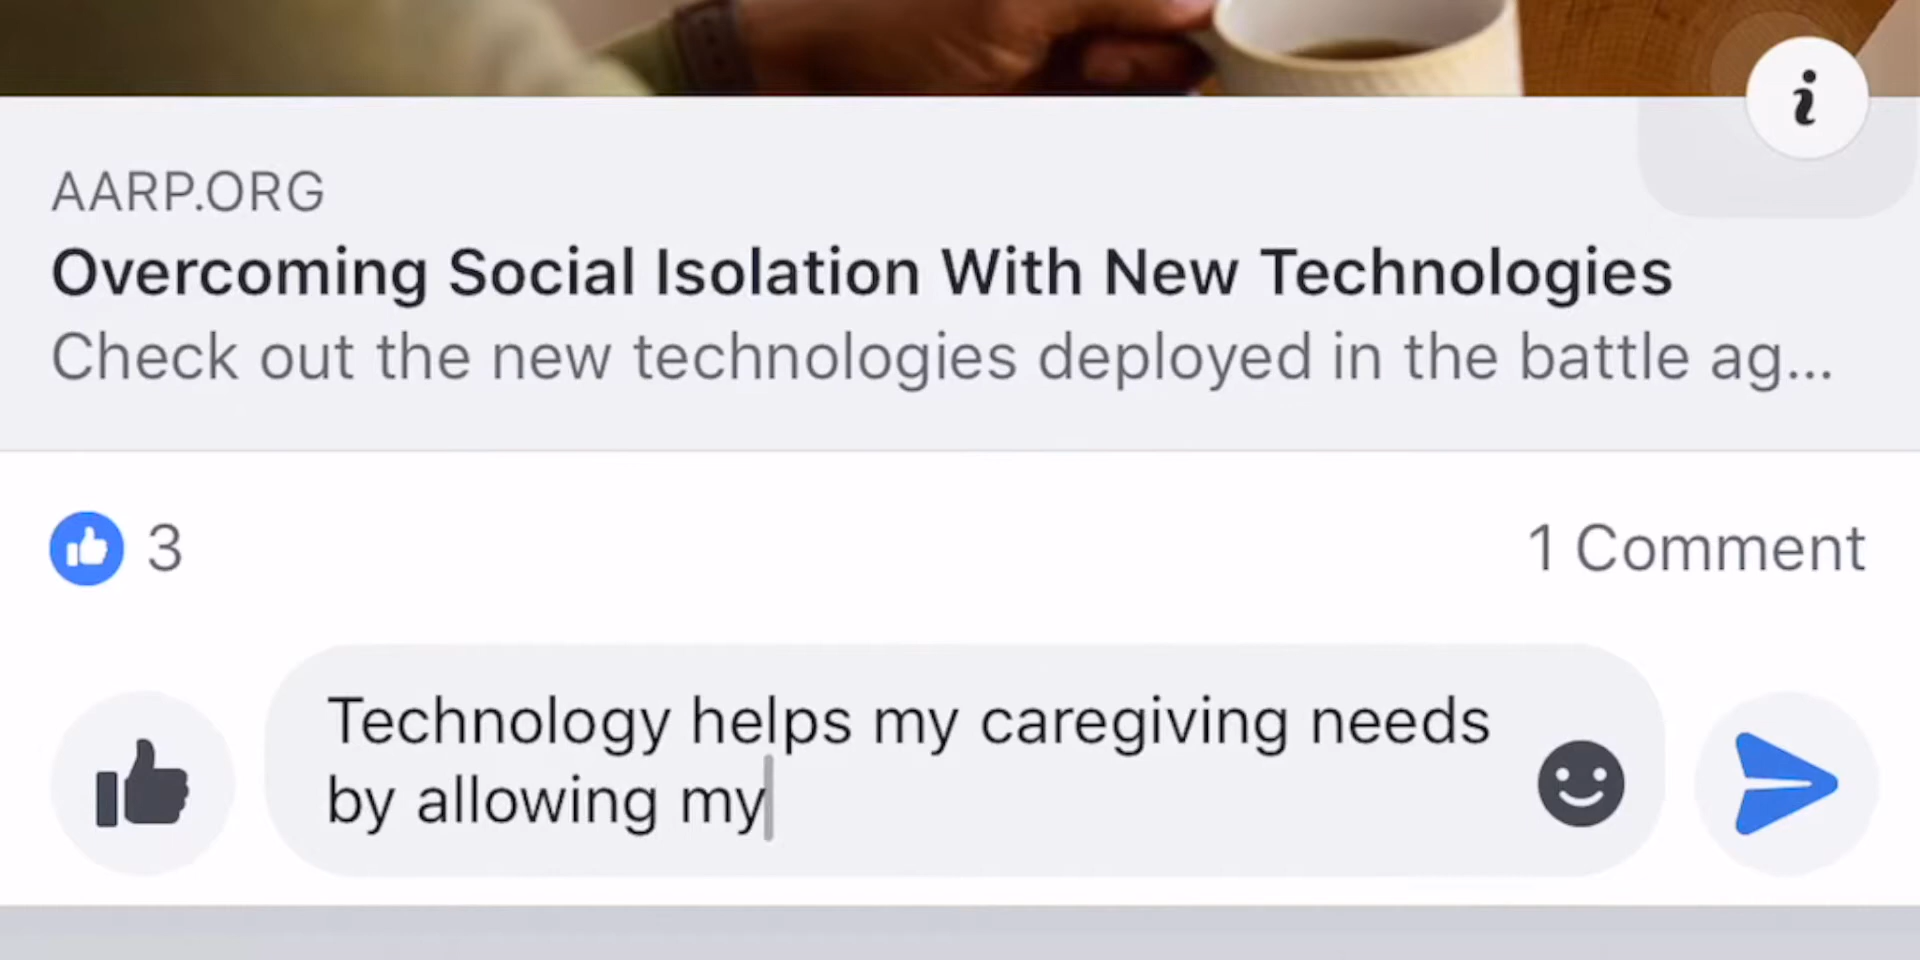 AARP.ORG
Overcoming Social Isolation With New Technologies
Check out the new technologies deployed in the battle ag...
3
1 Comment
Technology helps my caregiving needs
by allowing my